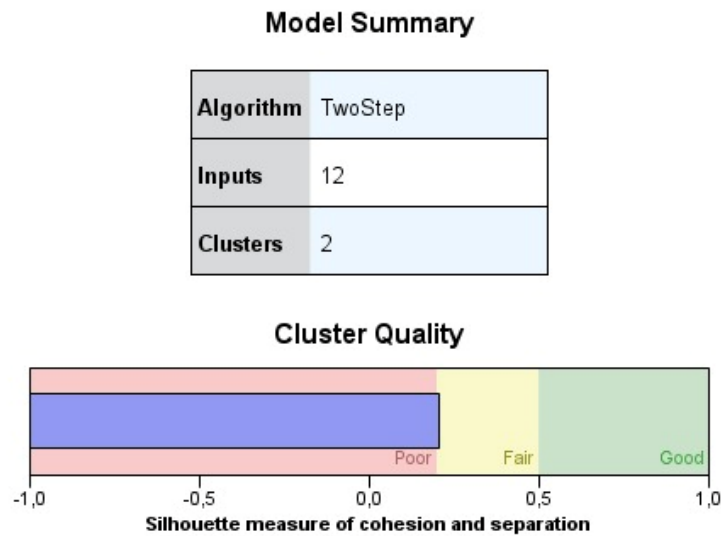 Model Summary
Algorithm TwoStep
Inputs 12
Clusters 2
Cluster Quality
Poor Fair Good
-1,0 -0,5 0,0 0,5 1,0
Silhouette measure of cohesion and separation